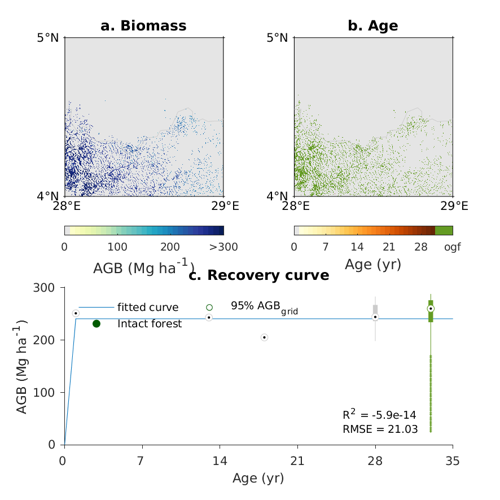 a. Biomass
b. Age
5°N
5°N
4°N
4°N
28°E
29°E
28°E
29°E
0 100 200 >300
0 7 14 21 28 ogf
AGB (Mg ha⁻¹)
Age (yr)
c. Recovery curve
300
200
100
0
AGB (Mg ha⁻¹)
fitted curve
95% AGB_grid
Intact forest
R² = -5.9e-14
RMSE = 21.03
0 7 14 21 28 35
Age (yr)